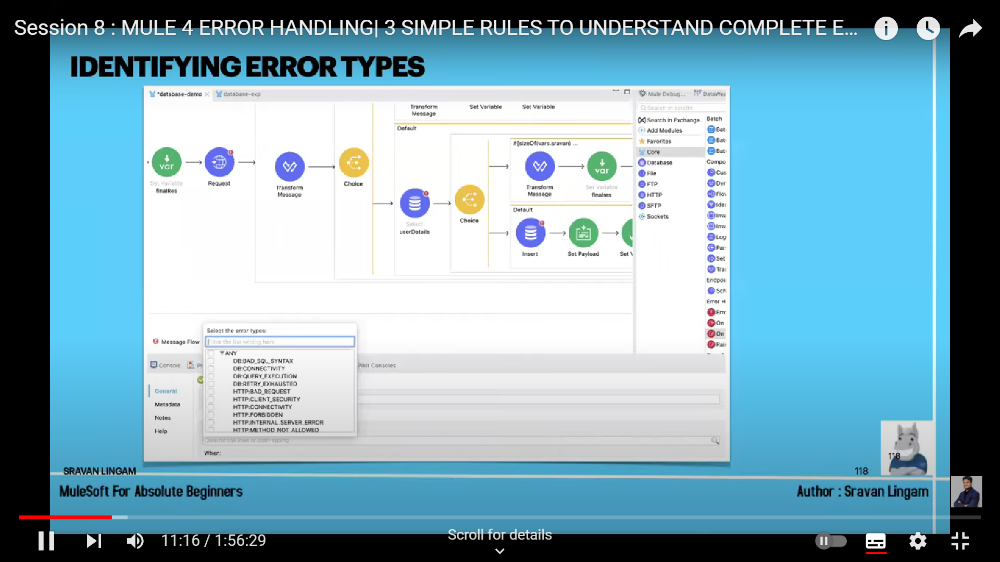 Session 8 : MULE 4 ERROR HANDLING| 3 SIMPLE RULES TO UNDERSTAND COMPLETE E...
IDENTIFYING ERROR TYPES
*database-demo
database-exp
Mule Debug...
DataWea
Transform
Message
Set Variable
Set Variable
Default
#[sizeOf(vars.sravan) ...
var
Set Variable
finalRes
Request
Transform
Message
Choice
Select
userDetails
Choice
Transform
Message
var
Set Variable
finalres
Default
Insert
Set Payload
Set V
Search in palette
Search in Exchange..
Add Modules
Favorites
Core
Database
File
FTP
HTTP
SFTP
Sockets
Batch
Bat
Bat
Bat
Compo
Cus
Dyr
Flov
Ider
Inva
Inva
Log
Par
Set
Tra
Endpoi
Sch
Error H
Erro
On
On
Rai
Message Flow
Select the error types:
Filter the list writing here
ANY
DB:BAD_SQL_SYNTAX
DB:CONNECTIVITY
DB:QUERY_EXECUTION
DB:RETRY_EXHAUSTED
HTTP:BAD_REQUEST
HTTP:CLIENT_SECURITY
HTTP:CONNECTIVITY
HTTP:FORBIDDEN
HTTP:INTERNAL_SERVER_ERROR
HTTP:METHOD_NOT_ALLOWED
Console
Pr
PIkit Consoles
General
Metadata
Notes
Help
Click on the icon or start typing
When:
SRAVAN LINGAM
118
118
MuleSoft For Absolute Beginners
Author : Sravan Lingam
11:16 / 1:56:29
Scroll for details